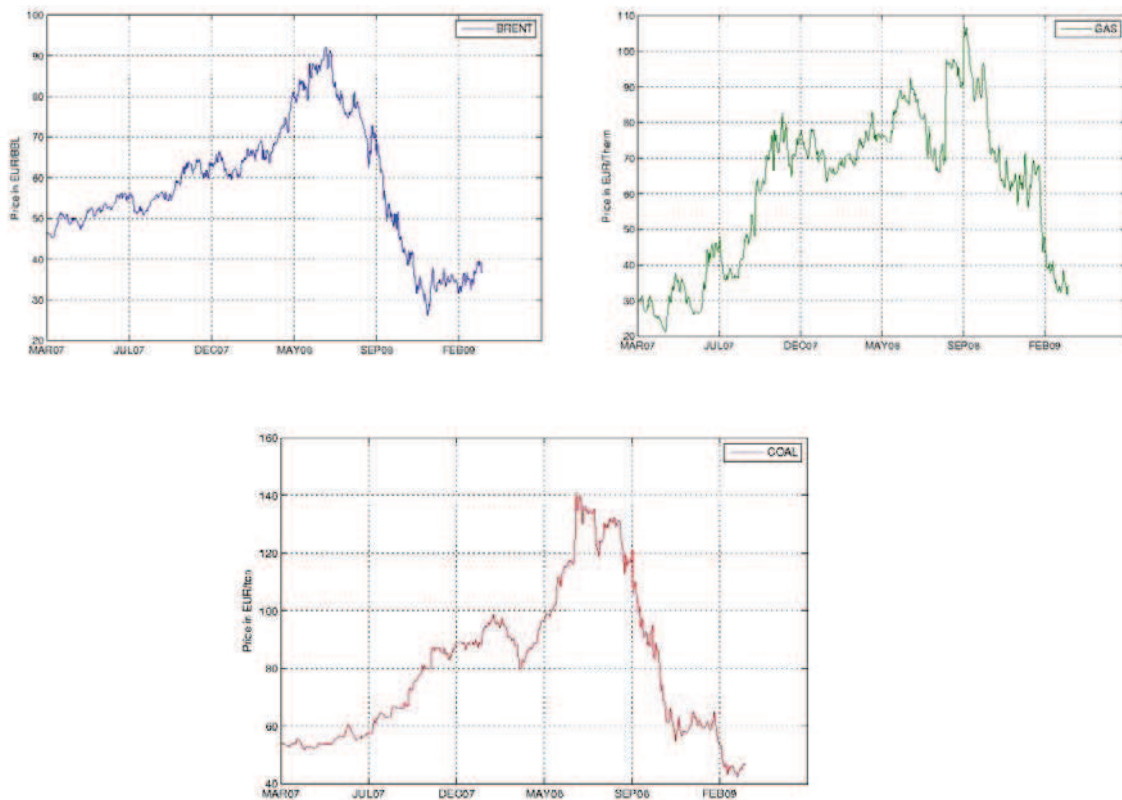 100
BRENT
90
80
70
60
50
40
30
20
Price in EUR/BBL
MAR07 JUL07 DEC07 MAY08 SEP08 FEB09
110
GAS
100
90
80
70
60
50
40
30
20
Price in EUR/Therm
MAR07 JUL07 DEC07 MAY08 SEP08 FEB09
160
COAL
140
120
100
80
60
40
Price in EUR/ton
MAR07 JUL07 DEC07 MAY08 SEP08 FEB09